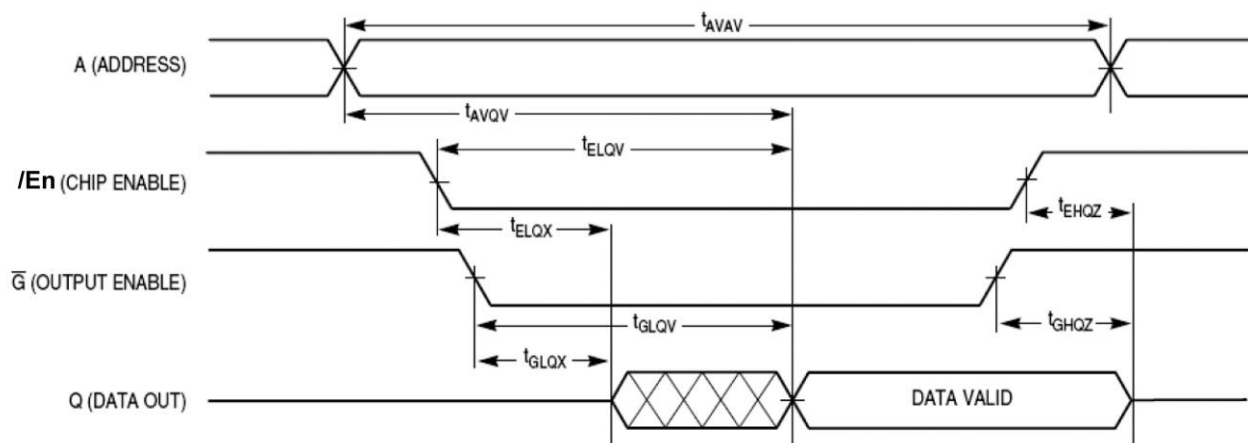 tAVAV
A (ADDRESS)
tAVQV
tELQV
/En (CHIP ENABLE)
tEHQZ
tELQX
G̅ (OUTPUT ENABLE)
tGLQV
tGHQZ
tGLQX
Q (DATA OUT)
DATA VALID